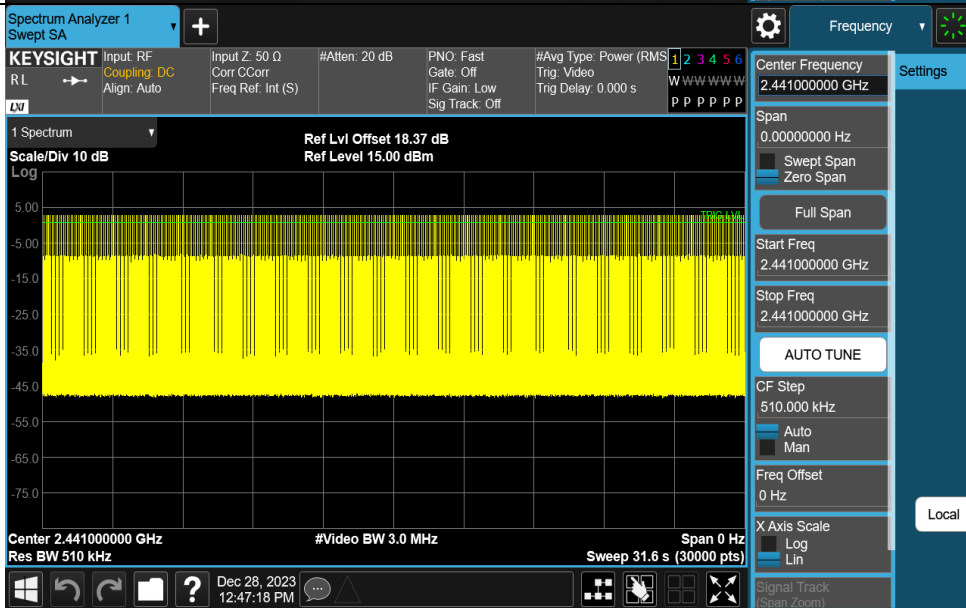 Spectrum Analyzer 1
Swept SA
+
Frequency
KEYSIGHT
RL
LXI
Input: RF
Coupling: DC
Align: Auto
Input Z: 50 Ω
Corr CCorr
Freq Ref: Int (S)
#Atten: 20 dB
PNO: Fast
Gate: Off
IF Gain: Low
Sig Track: Off
#Avg Type: Power (RMS
Trig: Video
Trig Delay: 0.000 s
1 2 3 4 5 6
W W W W W W
P P P P P P
1 Spectrum
Scale/Div 10 dB
Log
Ref Lvl Offset 18.37 dB
Ref Level 15.00 dBm
5.00
TRIG LVL
-5.00
-15.0
-25.0
-35.0
-45.0
-55.0
-65.0
-75.0
Center 2.441000000 GHz
#Video BW 3.0 MHz
Span 0 Hz
Res BW 510 kHz
Sweep 31.6 s (30000 pts)
?
Dec 28, 2023
12:47:18 PM
Center Frequency
2.441000000 GHz
Settings
Span
0.00000000 Hz
Swept Span
Zero Span
Full Span
Start Freq
2.441000000 GHz
Stop Freq
2.441000000 GHz
AUTO TUNE
CF Step
510.000 kHz
Auto
Man
Freq Offset
0 Hz
Local
X Axis Scale
Log
Lin
Signal Track
(Span Zoom)